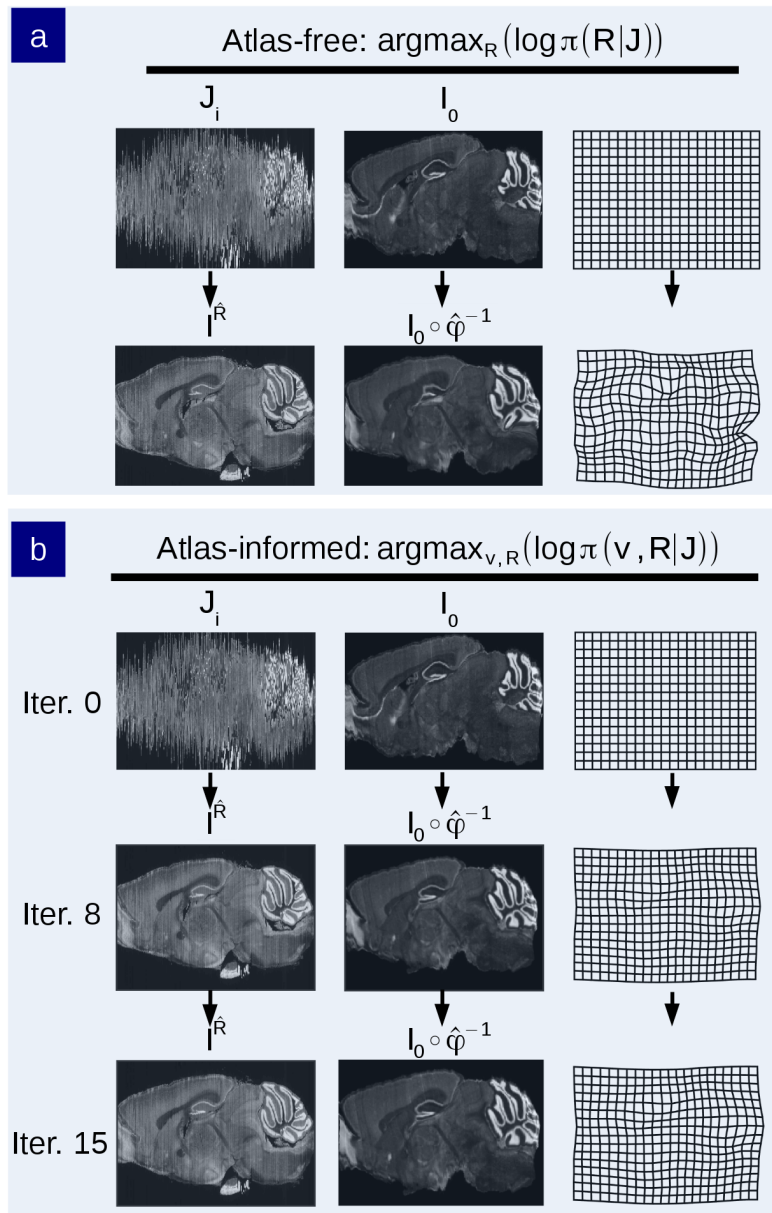 a
Atlas-free: argmax_R(log π(R|J))
J_i I_0
I^R̂ I_0 ∘ φ̂^−1
b
Atlas-informed: argmax_v,R(log π(v,R|J))
J_i I_0
Iter. 0
I^R̂ I_0 ∘ φ̂^−1
Iter. 8
I^R̂ I_0 ∘ φ̂^−1
Iter. 15